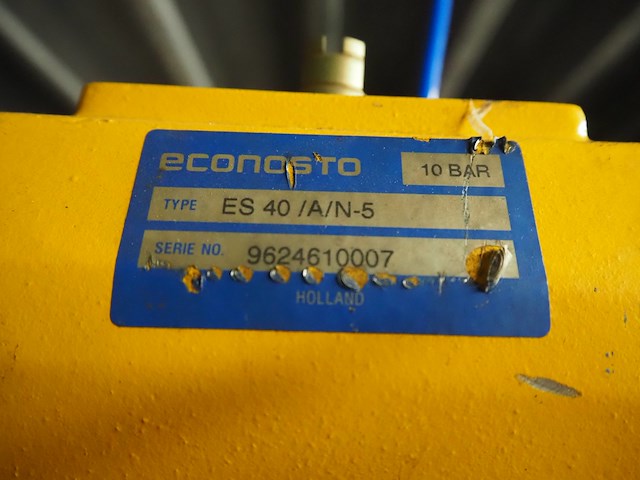 econosto
10 BAR
TYPE ES 40 /A/N-5
SERIE NO. 9624610007
HOLLAND